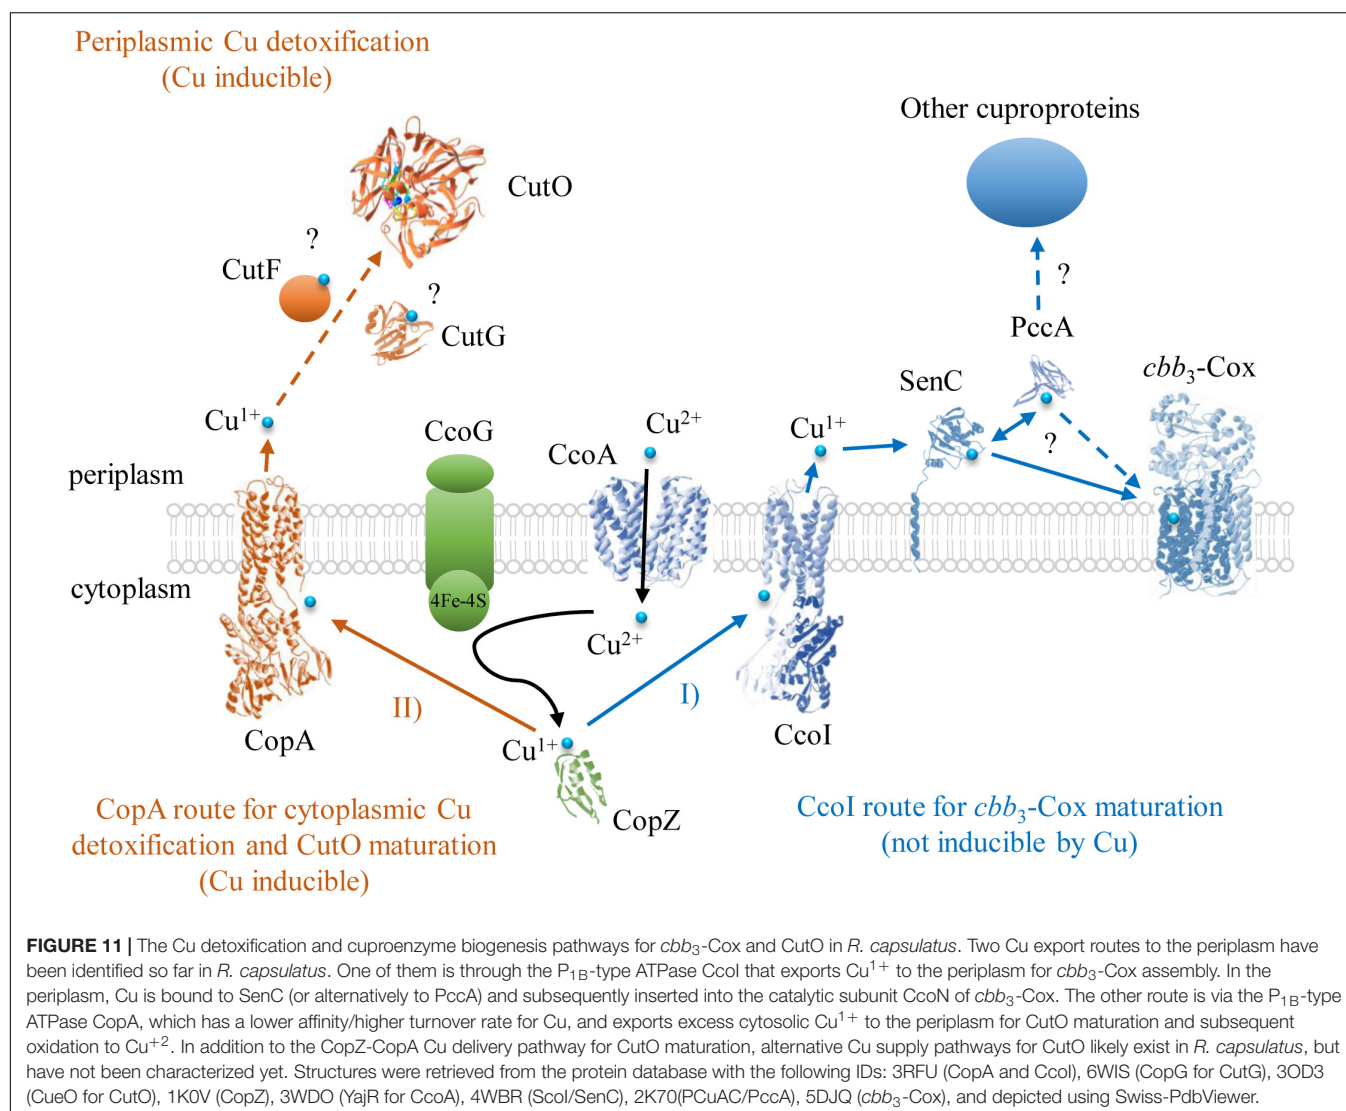 Periplasmic Cu detoxification
(Cu inducible)
Other cuproproteins
CutO
?
CutF
?
CutG
?
PccA
SenC
cbb₃-Cox
Cu¹⁺
CcoG
Cu²⁺
CcoA
Cu¹⁺
?
periplasm
cytoplasm
4Fe-4S
Cu²⁺
II)
I)
CopA
Cu¹⁺
CcoI
CopZ
CopA route for cytoplasmic Cu
detoxification and CutO maturation
(Cu inducible)
CcoI route for cbb₃-Cox maturation
(not inducible by Cu)
FIGURE 11 | The Cu detoxification and cuproenzyme biogenesis pathways for cbb₃-Cox and CutO in R. capsulatus. Two Cu export routes to the periplasm have
been identified so far in R. capsulatus. One of them is through the P₁B-type ATPase CcoI that exports Cu¹⁺ to the periplasm for cbb₃-Cox assembly. In the
periplasm, Cu is bound to SenC (or alternatively to PccA) and subsequently inserted into the catalytic subunit CcoN of cbb₃-Cox. The other route is via the P₁B-type
ATPase CopA, which has a lower affinity/higher turnover rate for Cu, and exports excess cytosolic Cu¹⁺ to the periplasm for CutO maturation and subsequent
oxidation to Cu⁺². In addition to the CopZ-CopA Cu delivery pathway for CutO maturation, alternative Cu supply pathways for CutO likely exist in R. capsulatus, but
have not been characterized yet. Structures were retrieved from the protein database with the following IDs: 3RFU (CopA and CcoI), 6WIS (CopG for CutG), 3OD3
(CueO for CutO), 1K0V (CopZ), 3WDO (YajR for CcoA), 4WBR (ScoI/SenC), 2K70(PCuAC/PccA), 5DJQ (cbb₃-Cox), and depicted using Swiss-PdbViewer.